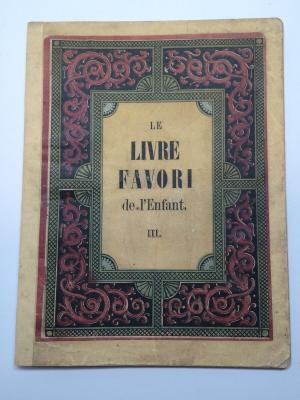 LE
LIVRE
FAVORI
de l'Enfant.
III.